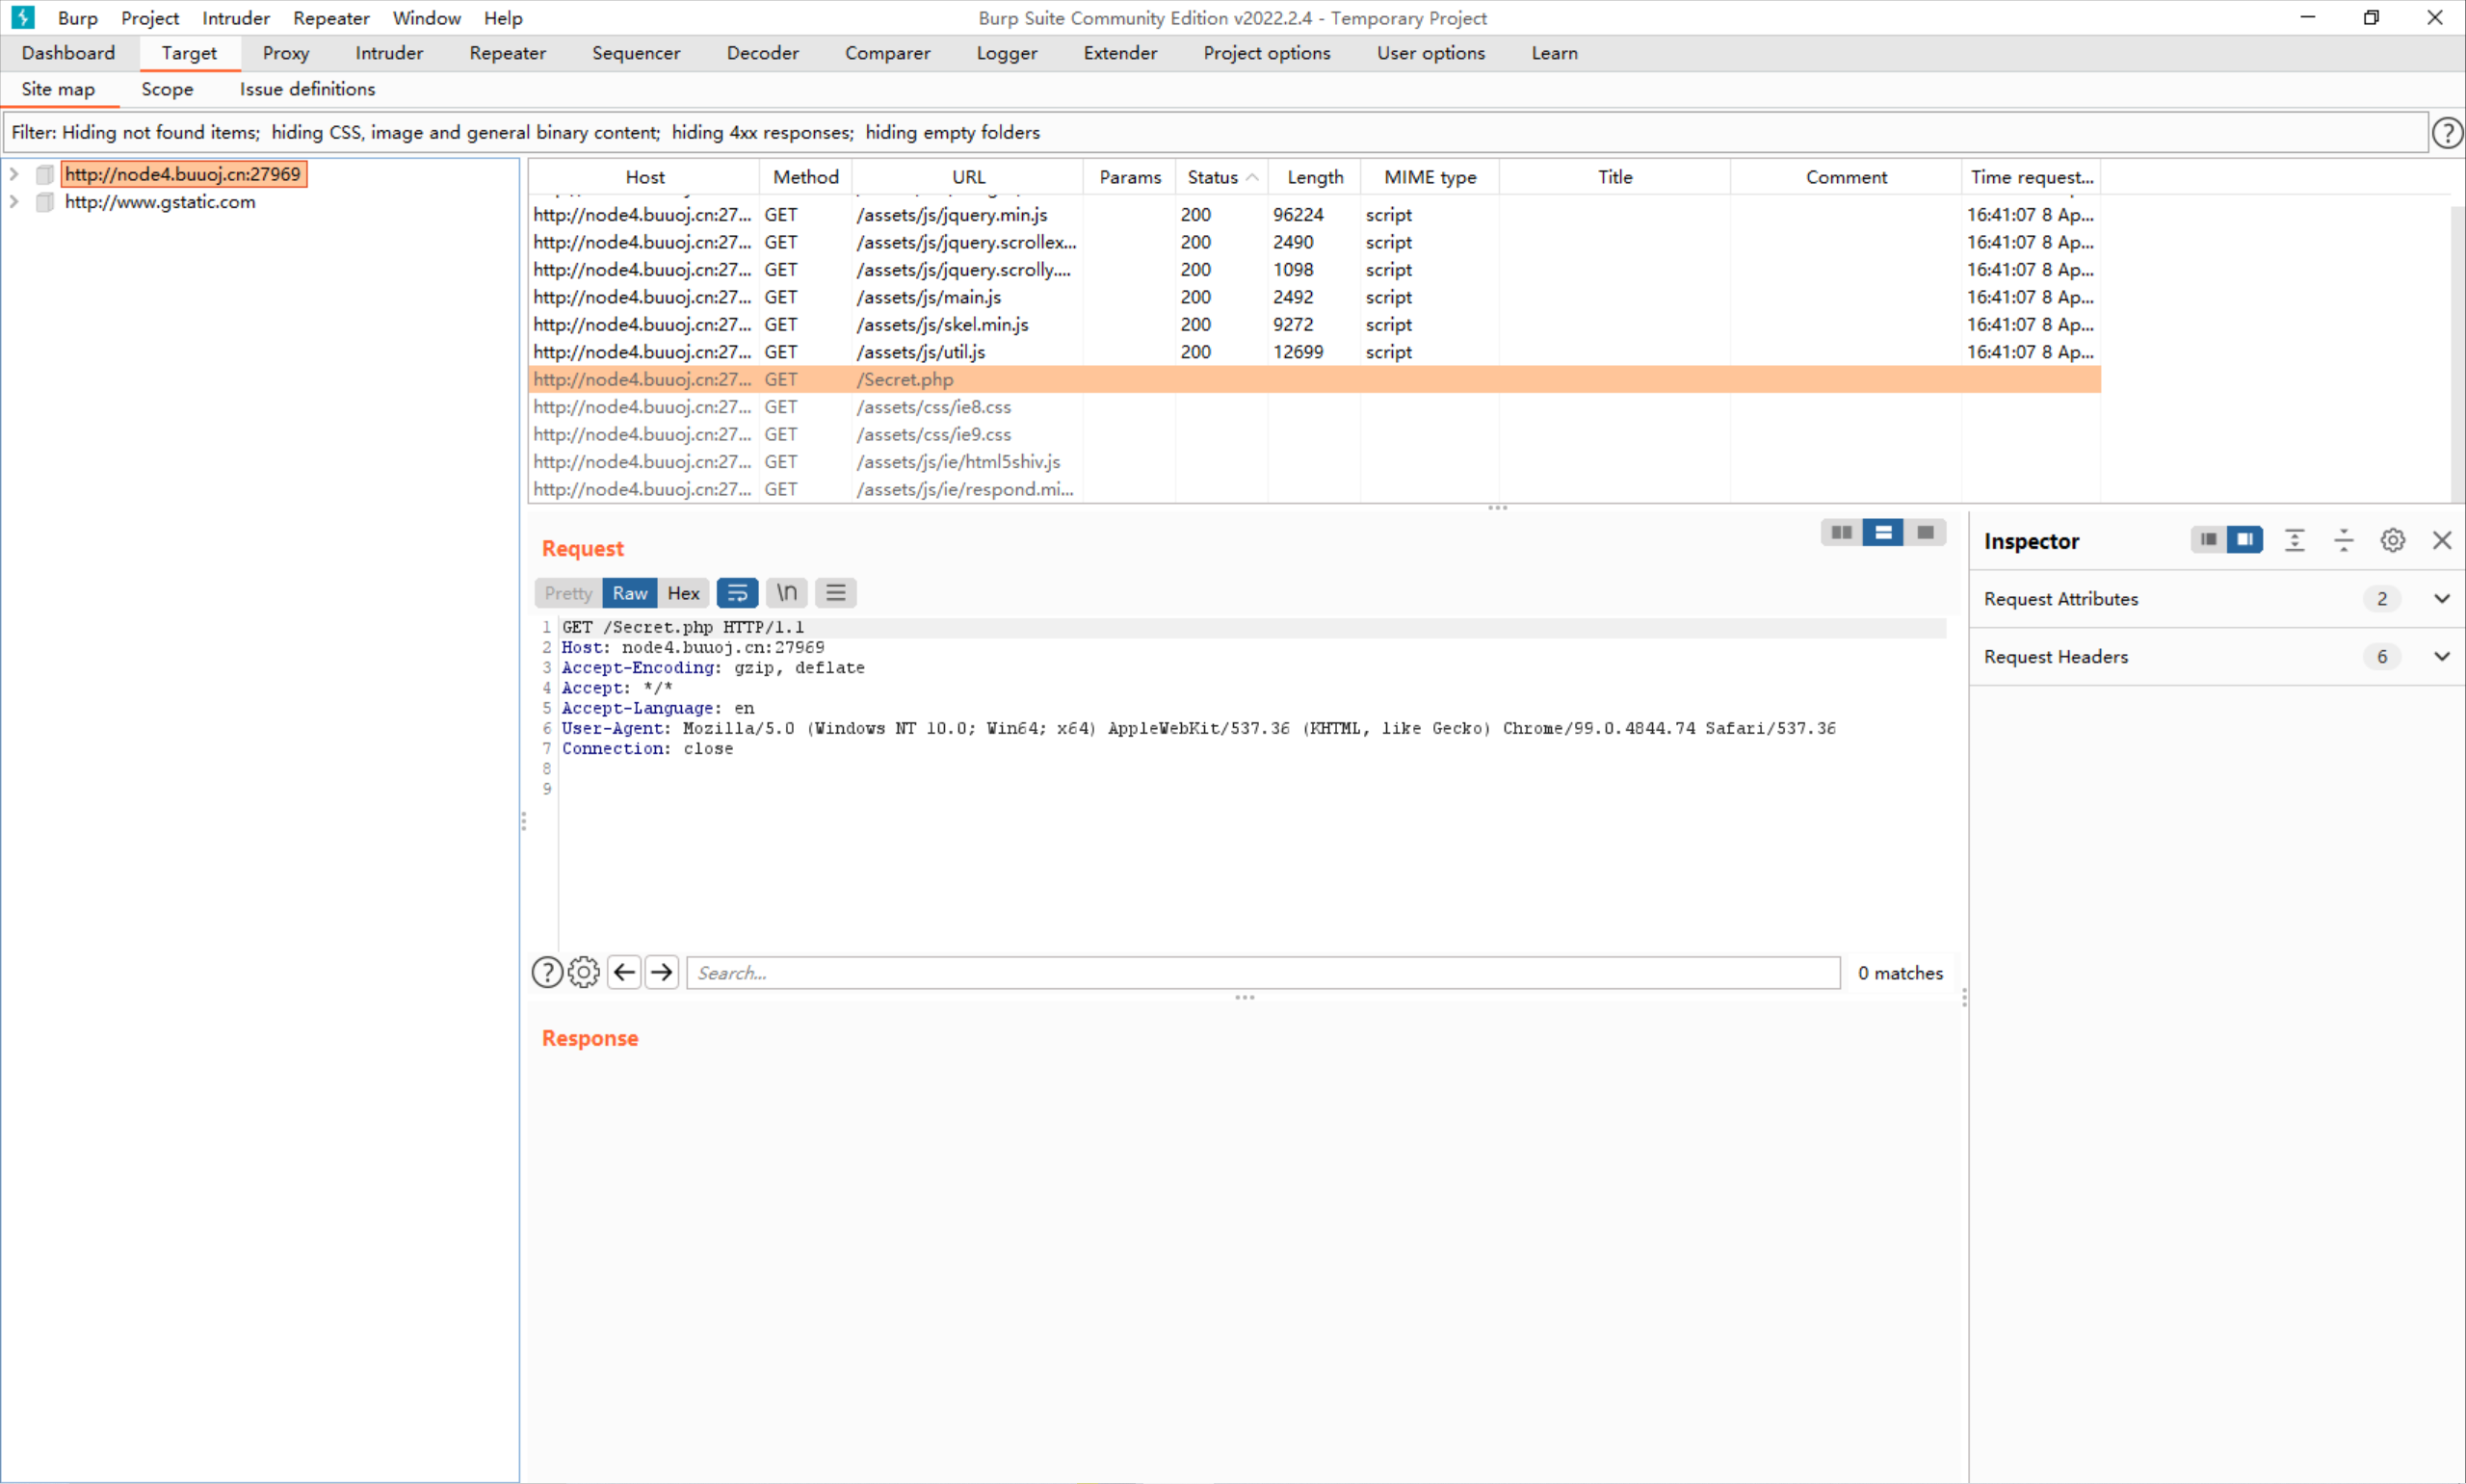 Burp Project Intruder Repeater Window Help
Burp Suite Community Edition v2022.2.4 - Temporary Project
Dashboard Target Proxy Intruder Repeater Sequencer Decoder Comparer Logger Extender Project options User options Learn
Site map Scope Issue definitions
Filter: Hiding not found items; hiding CSS, image and general binary content; hiding 4xx responses; hiding empty folders
?
http://node4.buuoj.cn:27969
http://www.gstatic.com
Host Method URL Params Status Length MIME type Title Comment Time request...
http://node4.buuoj.cn:27... GET /assets/js/jquery.min.js 200 96224 script 16:41:07 8 Ap...
http://node4.buuoj.cn:27... GET /assets/js/jquery.scrollex... 200 2490 script 16:41:07 8 Ap...
http://node4.buuoj.cn:27... GET /assets/js/jquery.scrolly.... 200 1098 script 16:41:07 8 Ap...
http://node4.buuoj.cn:27... GET /assets/js/main.js 200 2492 script 16:41:07 8 Ap...
http://node4.buuoj.cn:27... GET /assets/js/skel.min.js 200 9272 script 16:41:07 8 Ap...
http://node4.buuoj.cn:27... GET /assets/js/util.js 200 12699 script 16:41:07 8 Ap...
http://node4.buuoj.cn:27... GET /Secret.php
http://node4.buuoj.cn:27... GET /assets/css/ie8.css
http://node4.buuoj.cn:27... GET /assets/css/ie9.css
http://node4.buuoj.cn:27... GET /assets/js/ie/html5shiv.js
http://node4.buuoj.cn:27... GET /assets/js/ie/respond.mi...
Request
Pretty Raw Hex \n
1 GET /Secret.php HTTP/1.1
2 Host: node4.buuoj.cn:27969
3 Accept-Encoding: gzip, deflate
4 Accept: */*
5 Accept-Language: en
6 User-Agent: Mozilla/5.0 (Windows NT 10.0; Win64; x64) AppleWebKit/537.36 (KHTML, like Gecko) Chrome/99.0.4844.74 Safari/537.36
7 Connection: close
8
9
? Search... 0 matches
Response
Inspector
Request Attributes 2
Request Headers 6